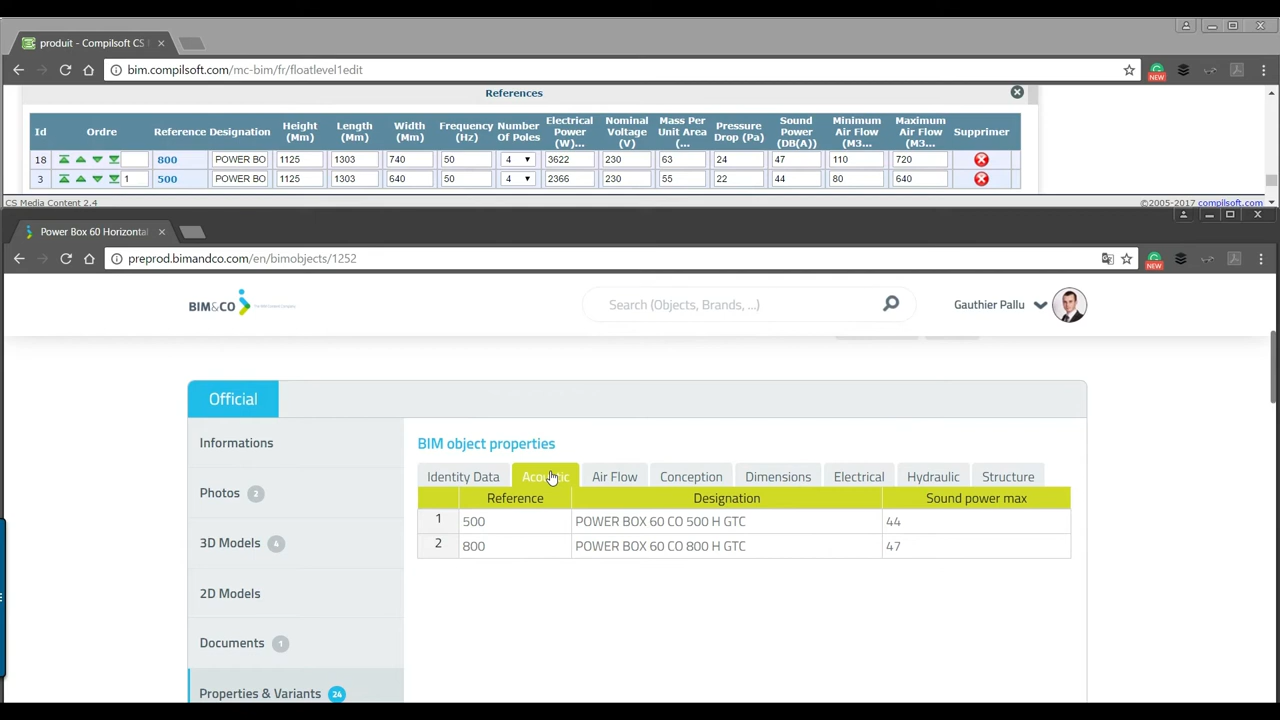 produit - Compilsoft CS
bim.compilsoft.com/mc-bim/fr/floatlevel1edit
NEW
References
Id Ordre Reference Designation Height (Mm) Length (Mm) Width (Mm) Frequency (Hz) Number Of Poles Electrical Power (W)... Nominal Voltage (V) Mass Per Unit Area (... Pressure Drop (Pa) Sound Power (DB(A)) Minimum Air Flow (M3... Maximum Air Flow (M3... Supprimer
18 800 POWER BO 1125 1303 740 50 4 3622 230 63 24 47 110 720
3 1 500 POWER BO 1125 1303 640 50 4 2366 230 55 22 44 80 640
CS Media Content 2.4 ©2005-2017 compilsoft.com
Power Box 60 Horizontal
preprod.bimandco.com/en/bimobjects/1252
NEW
BIM&CO Search (Objects, Brands, ...) Gauthier Pallu
Official
Informations
Photos 2
3D Models 4
2D Models
Documents 1
Properties & Variants 24
BIM object properties
Identity Data Acoustic Air Flow Conception Dimensions Electrical Hydraulic Structure
Reference Designation Sound power max
1 500 POWER BOX 60 CO 500 H GTC 44
2 800 POWER BOX 60 CO 800 H GTC 47